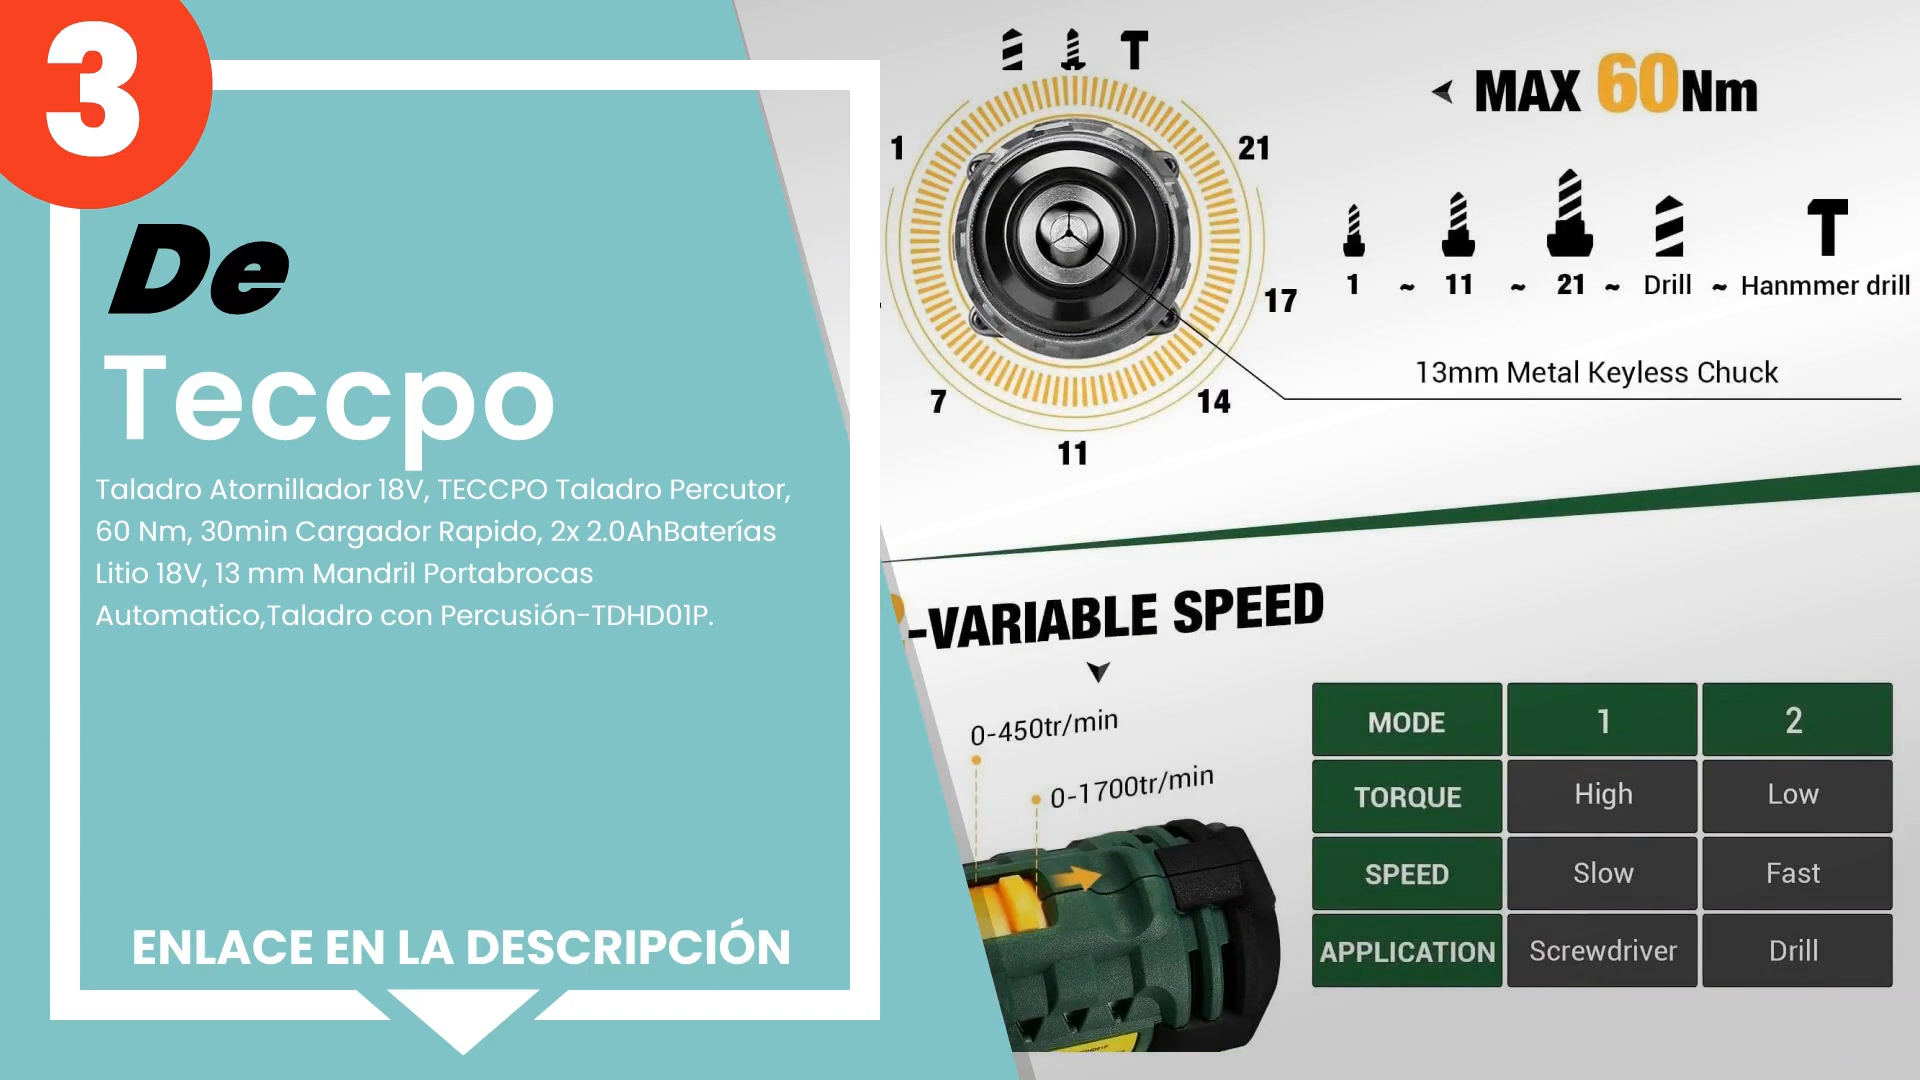 3
De
Teccpo
Taladro Atornillador 18V, TECCPO Taladro Percutor,
60 Nm, 30min Cargador Rapido, 2x 2.0AhBaterías
Litio 18V, 13 mm Mandril Portabrocas
Automatico,Taladro con Percusión-TDHD01P.
ENLACE EN LA DESCRIPCIÓN
MAX 60Nm
1
21
17
14
11
7
1 ~ 11 ~ 21 ~ Drill ~ Hanmmer drill
13mm Metal Keyless Chuck
-VARIABLE SPEED
0-450tr/min
0-1700tr/min
MODE 1 2
TORQUE High Low
SPEED Slow Fast
APPLICATION Screwdriver Drill